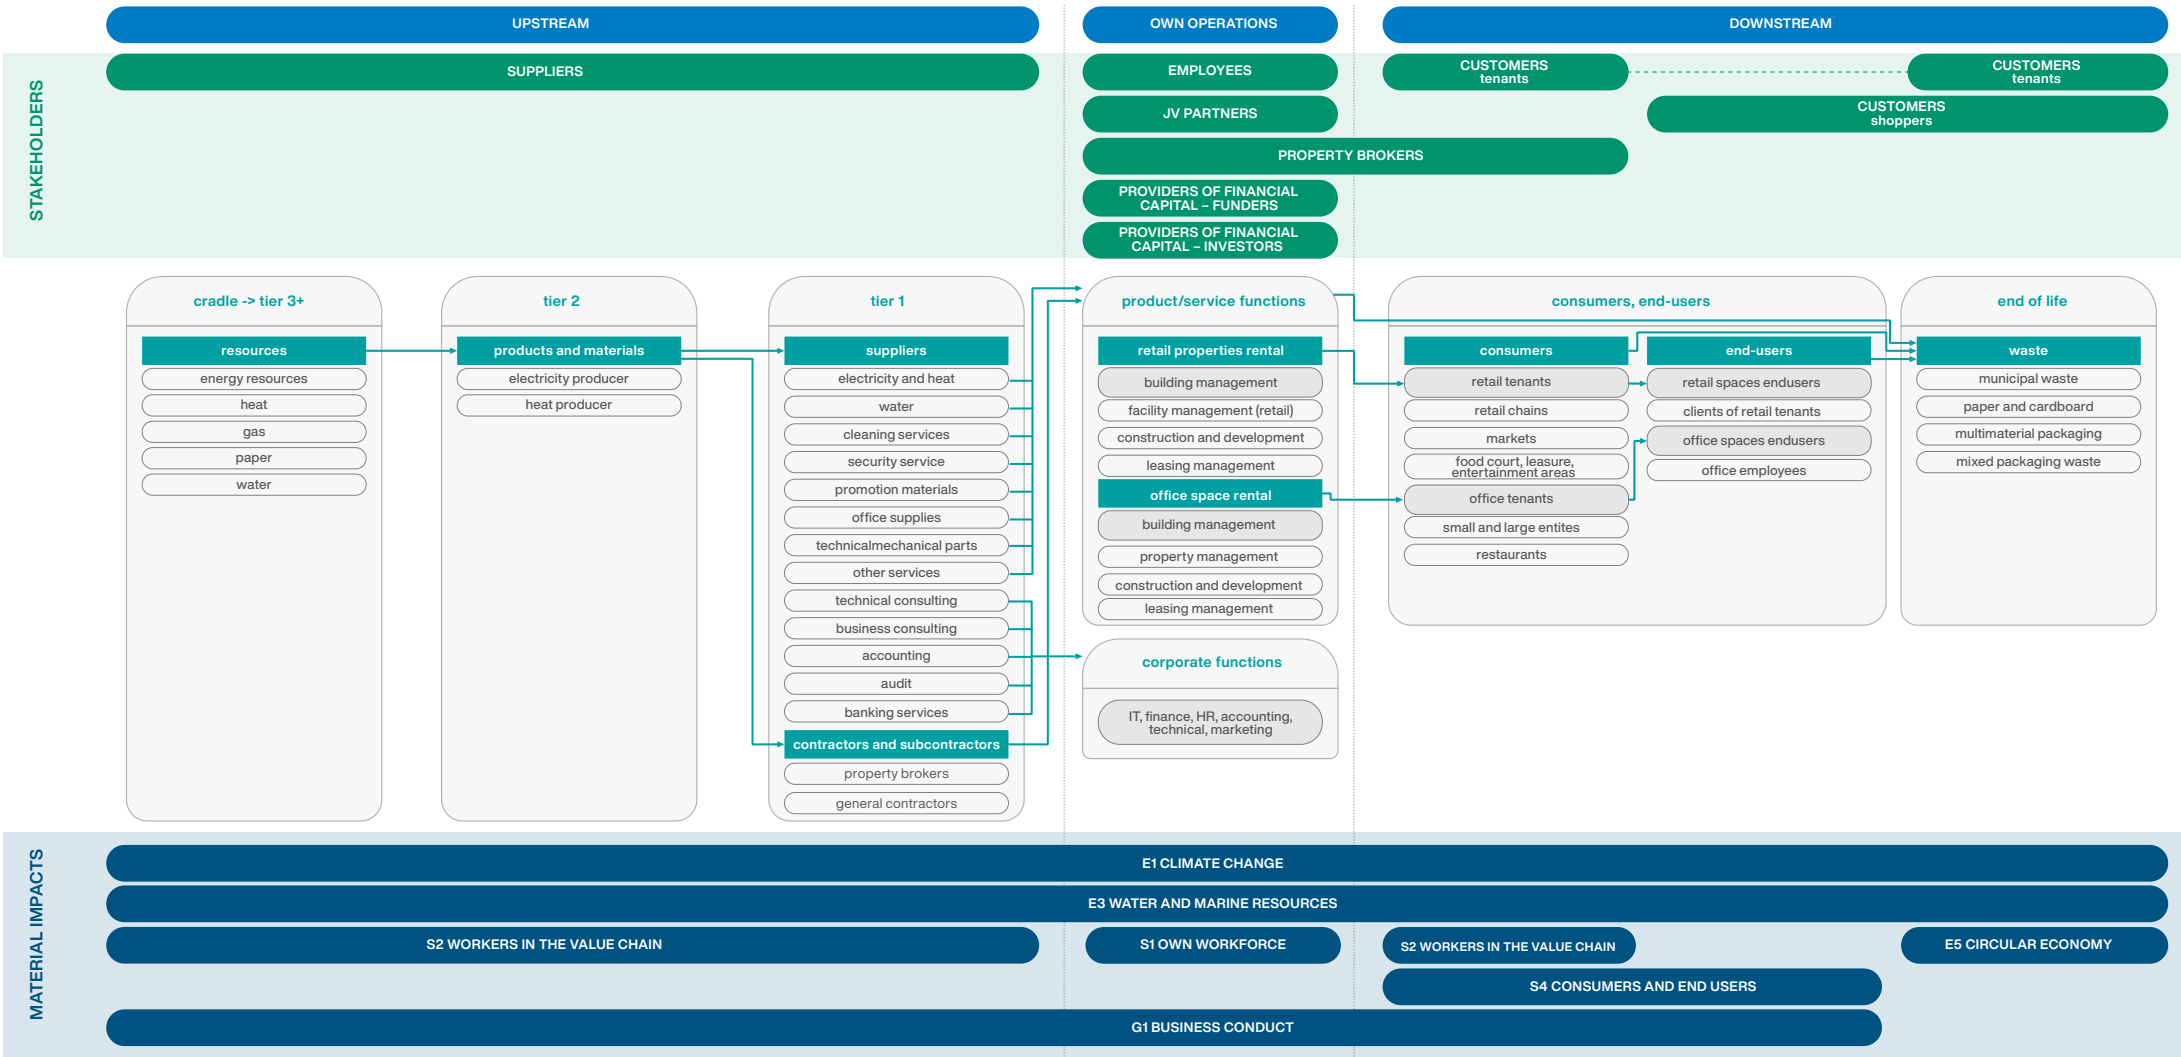 UPSTREAM
OWN OPERATIONS
DOWNSTREAM
STAKEHOLDERS
SUPPLIERS
EMPLOYEES
CUSTOMERS
tenants
CUSTOMERS
tenants
JV PARTNERS
CUSTOMERS
shoppers
PROPERTY BROKERS
PROVIDERS OF FINANCIAL
CAPITAL – FUNDERS
PROVIDERS OF FINANCIAL
CAPITAL – INVESTORS
cradle -> tier 3+
resources
energy resources
heat
gas
paper
water
tier 2
products and materials
electricity producer
heat producer
tier 1
suppliers
electricity and heat
water
cleaning services
security service
promotion materials
office supplies
technicalmechanical parts
other services
technical consulting
business consulting
accounting
audit
banking services
contractors and subcontractors
property brokers
general contractors
product/service functions
retail properties rental
building management
facility management (retail)
construction and development
leasing management
office space rental
building management
property management
construction and development
leasing management
corporate functions
IT, finance, HR, accounting,
technical, marketing
consumers, end-users
consumers
retail tenants
retail chains
markets
food court, leasure,
entertainment areas
office tenants
small and large entites
restaurants
end-users
retail spaces endusers
clients of retail tenants
office spaces endusers
office employees
end of life
waste
municipal waste
paper and cardboard
multimaterial packaging
mixed packaging waste
MATERIAL IMPACTS
E1 CLIMATE CHANGE
E3 WATER AND MARINE RESOURCES
S2 WORKERS IN THE VALUE CHAIN
S1 OWN WORKFORCE
S2 WORKERS IN THE VALUE CHAIN
E5 CIRCULAR ECONOMY
S4 CONSUMERS AND END USERS
G1 BUSINESS CONDUCT